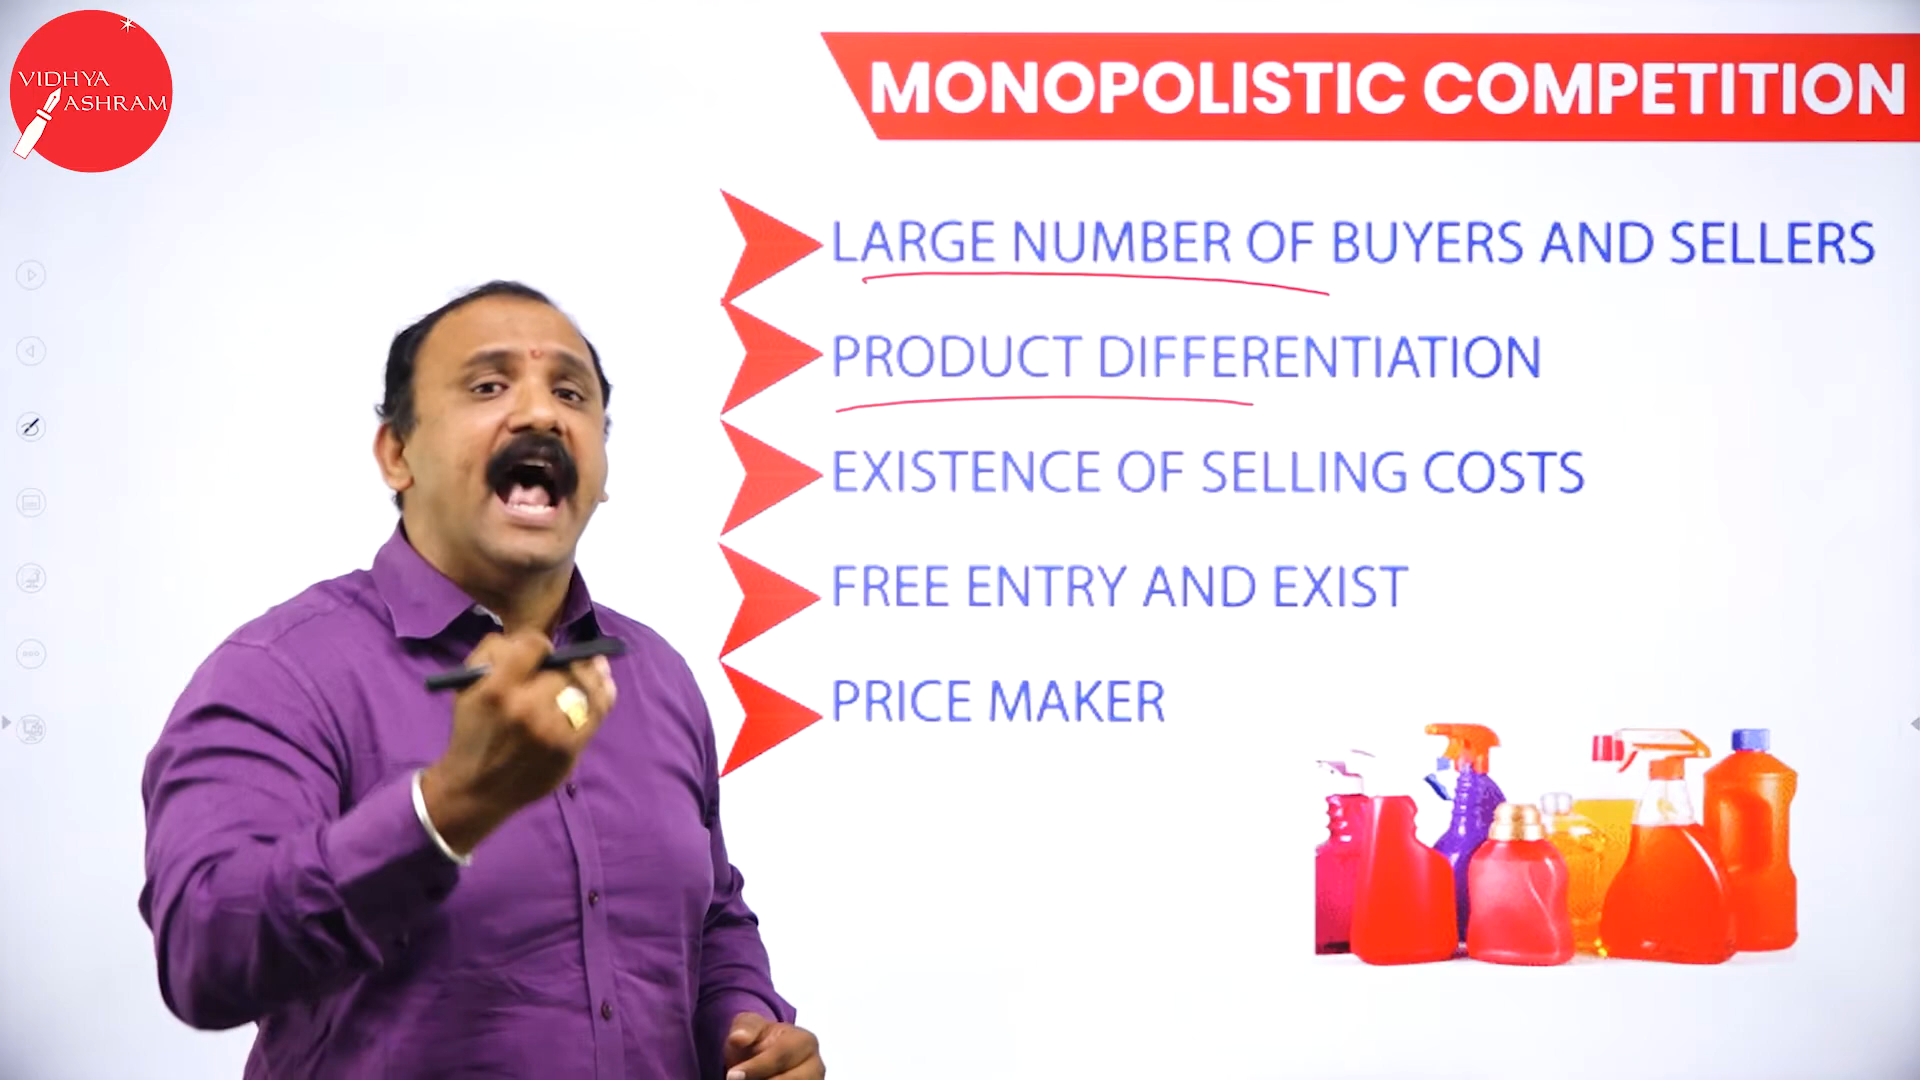 VIDHYA
ASHRAM
MONOPOLISTIC COMPETITION
LARGE NUMBER OF BUYERS AND SELLERS
PRODUCT DIFFERENTIATION
EXISTENCE OF SELLING COSTS
FREE ENTRY AND EXIST
PRICE MAKER